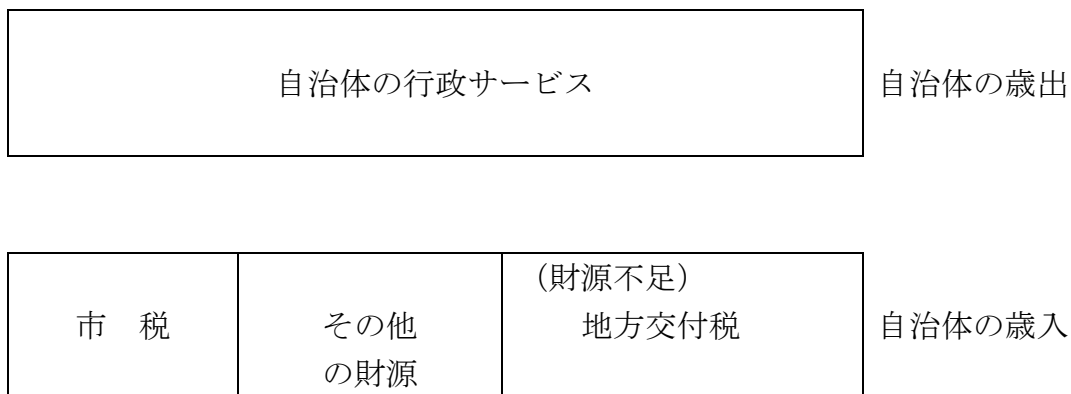 自治体の行政サービス
自治体の歳出
（財源不足）
市　税
その他
の財源
地方交付税
自治体の歳入